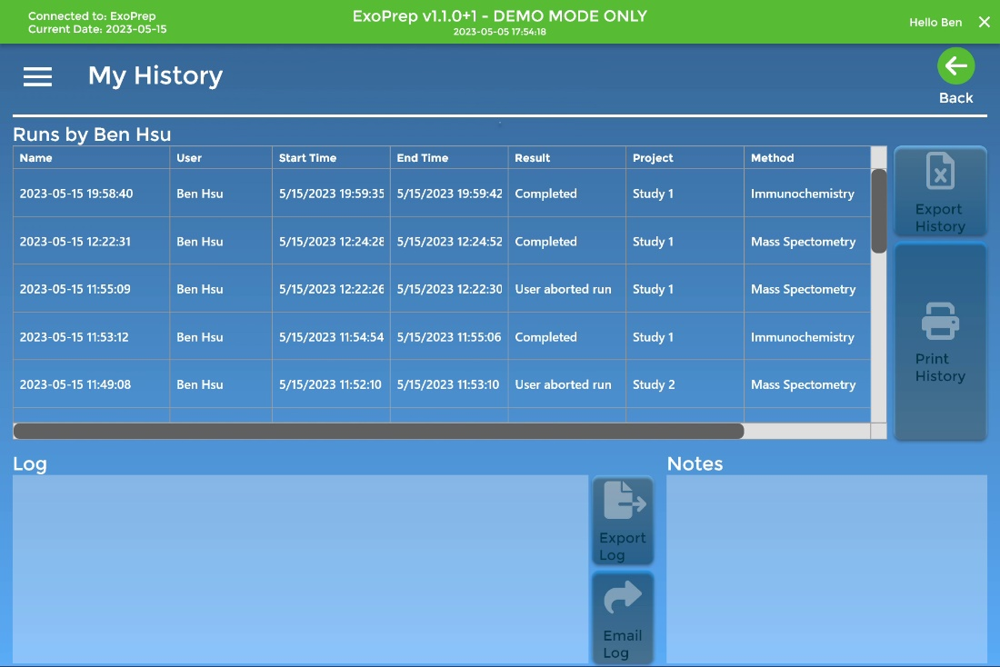 Connected to: ExoPrep
Current Date: 2023-05-15
ExoPrep v1.1.0+1 - DEMO MODE ONLY
2023-05-05 17:54:18
Hello Ben
My History
Back
Runs by Ben Hsu
Name User Start Time End Time Result Project Method
2023-05-15 19:58:40 Ben Hsu 5/15/2023 19:59:35 5/15/2023 19:59:42 Completed Study 1 Immunochemistry
2023-05-15 12:22:31 Ben Hsu 5/15/2023 12:24:28 5/15/2023 12:24:52 Completed Study 1 Mass Spectometry
2023-05-15 11:55:09 Ben Hsu 5/15/2023 12:22:26 5/15/2023 12:22:30 User aborted run Study 1 Mass Spectometry
2023-05-15 11:53:12 Ben Hsu 5/15/2023 11:54:54 5/15/2023 11:55:06 Completed Study 1 Immunochemistry
2023-05-15 11:49:08 Ben Hsu 5/15/2023 11:52:10 5/15/2023 11:53:10 User aborted run Study 2 Mass Spectometry
Export
History
Print
History
Log
Export
Log
Email
Log
Notes